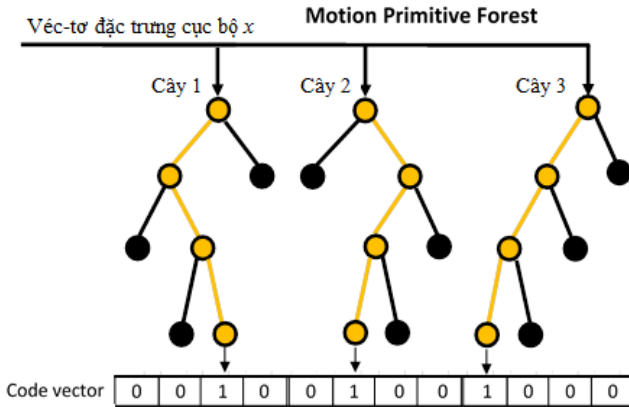 Motion Primitive Forest
Véc-tơ đặc trưng cục bộ x
Cây 1
Cây 2
Cây 3
Code vector 0 0 1 0 0 1 0 0 1 0 0 0